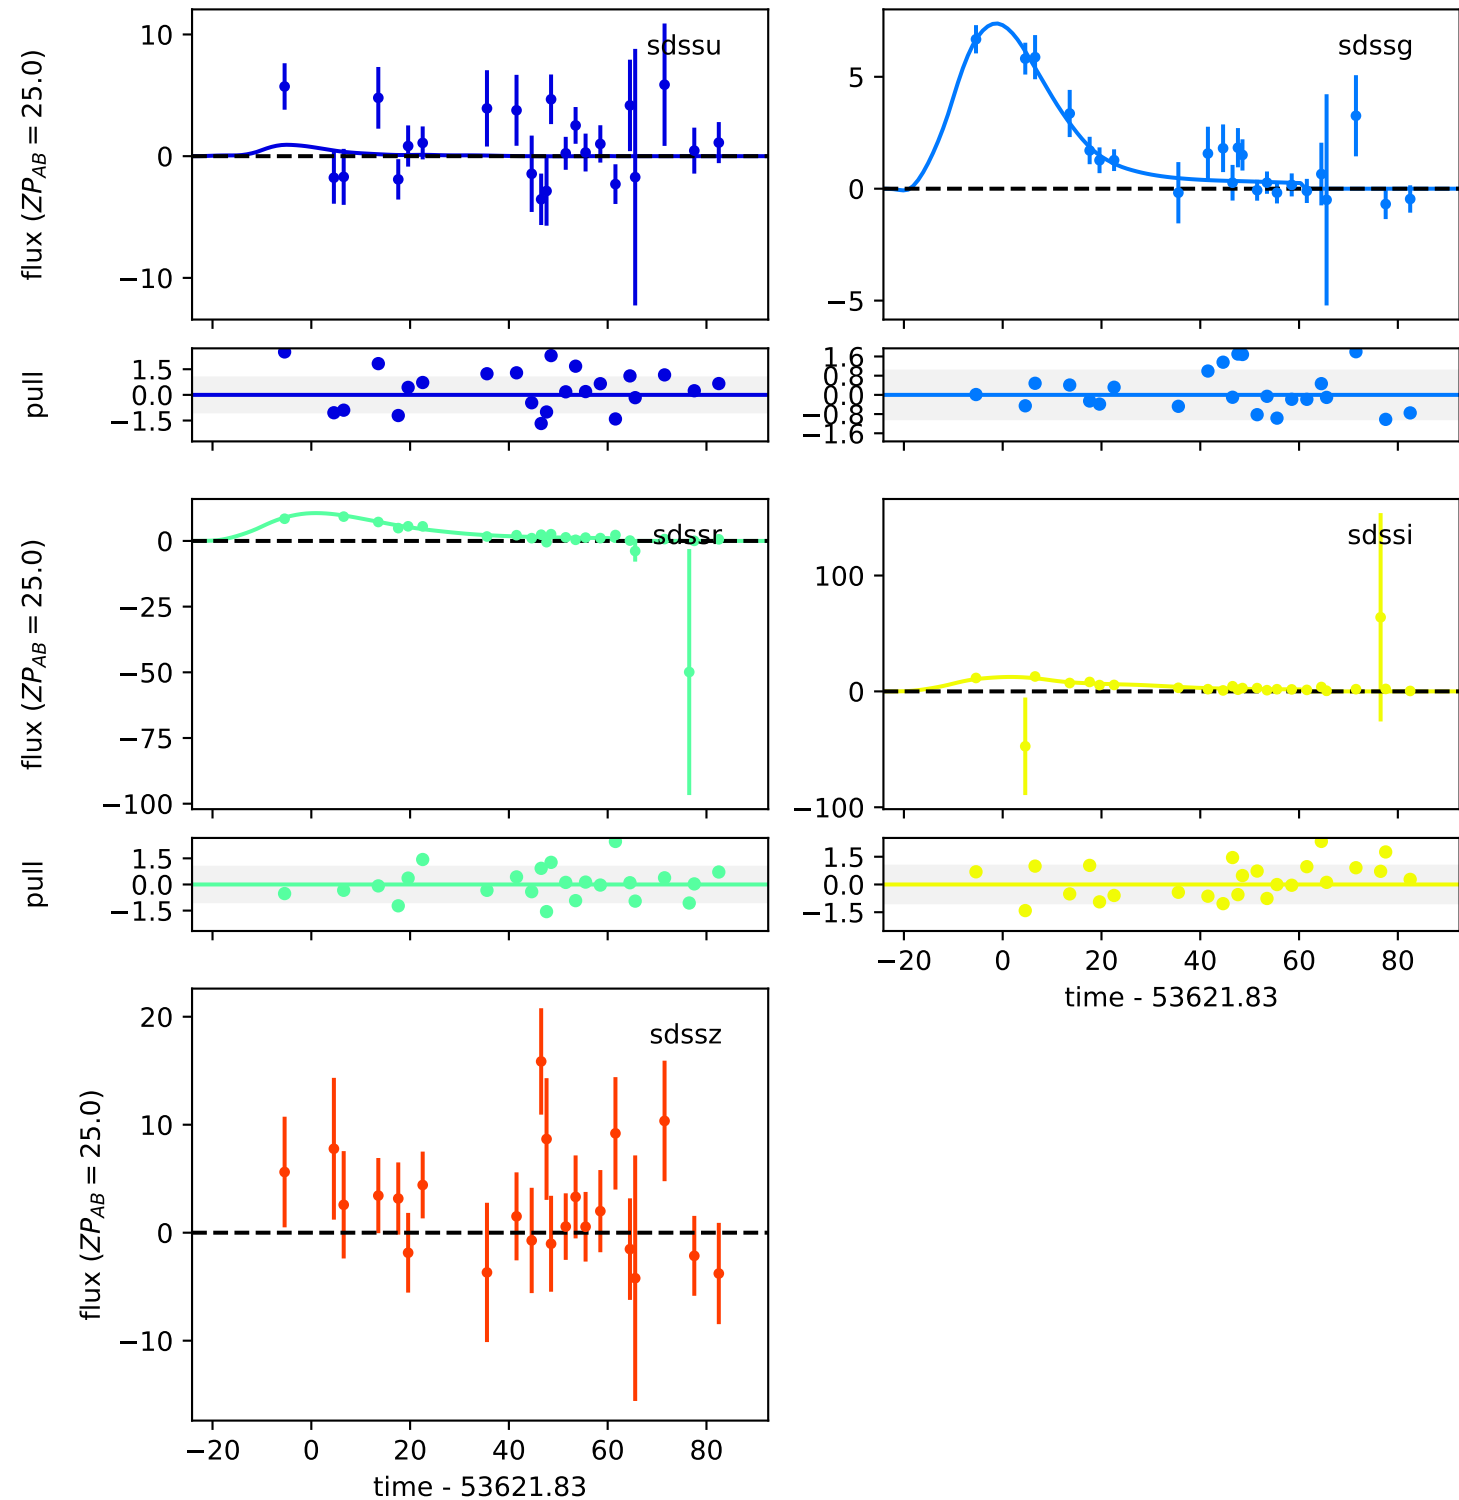 sdssu
flux (ZP_AB = 25.0)
10
0
−10
sdssg
5
0
−5
pull
1.5
0.0
−1.5
1.6
0.8
0.0
−0.8
−1.6
sdssr
flux (ZP_AB = 25.0)
0
−25
−50
−75
−100
sdssi
100
0
−100
pull
1.5
0.0
−1.5
1.5
0.0
−1.5
−20 0 20 40 60 80
time - 53621.83
sdssz
flux (ZP_AB = 25.0)
20
10
0
−10
−20 0 20 40 60 80
time - 53621.83